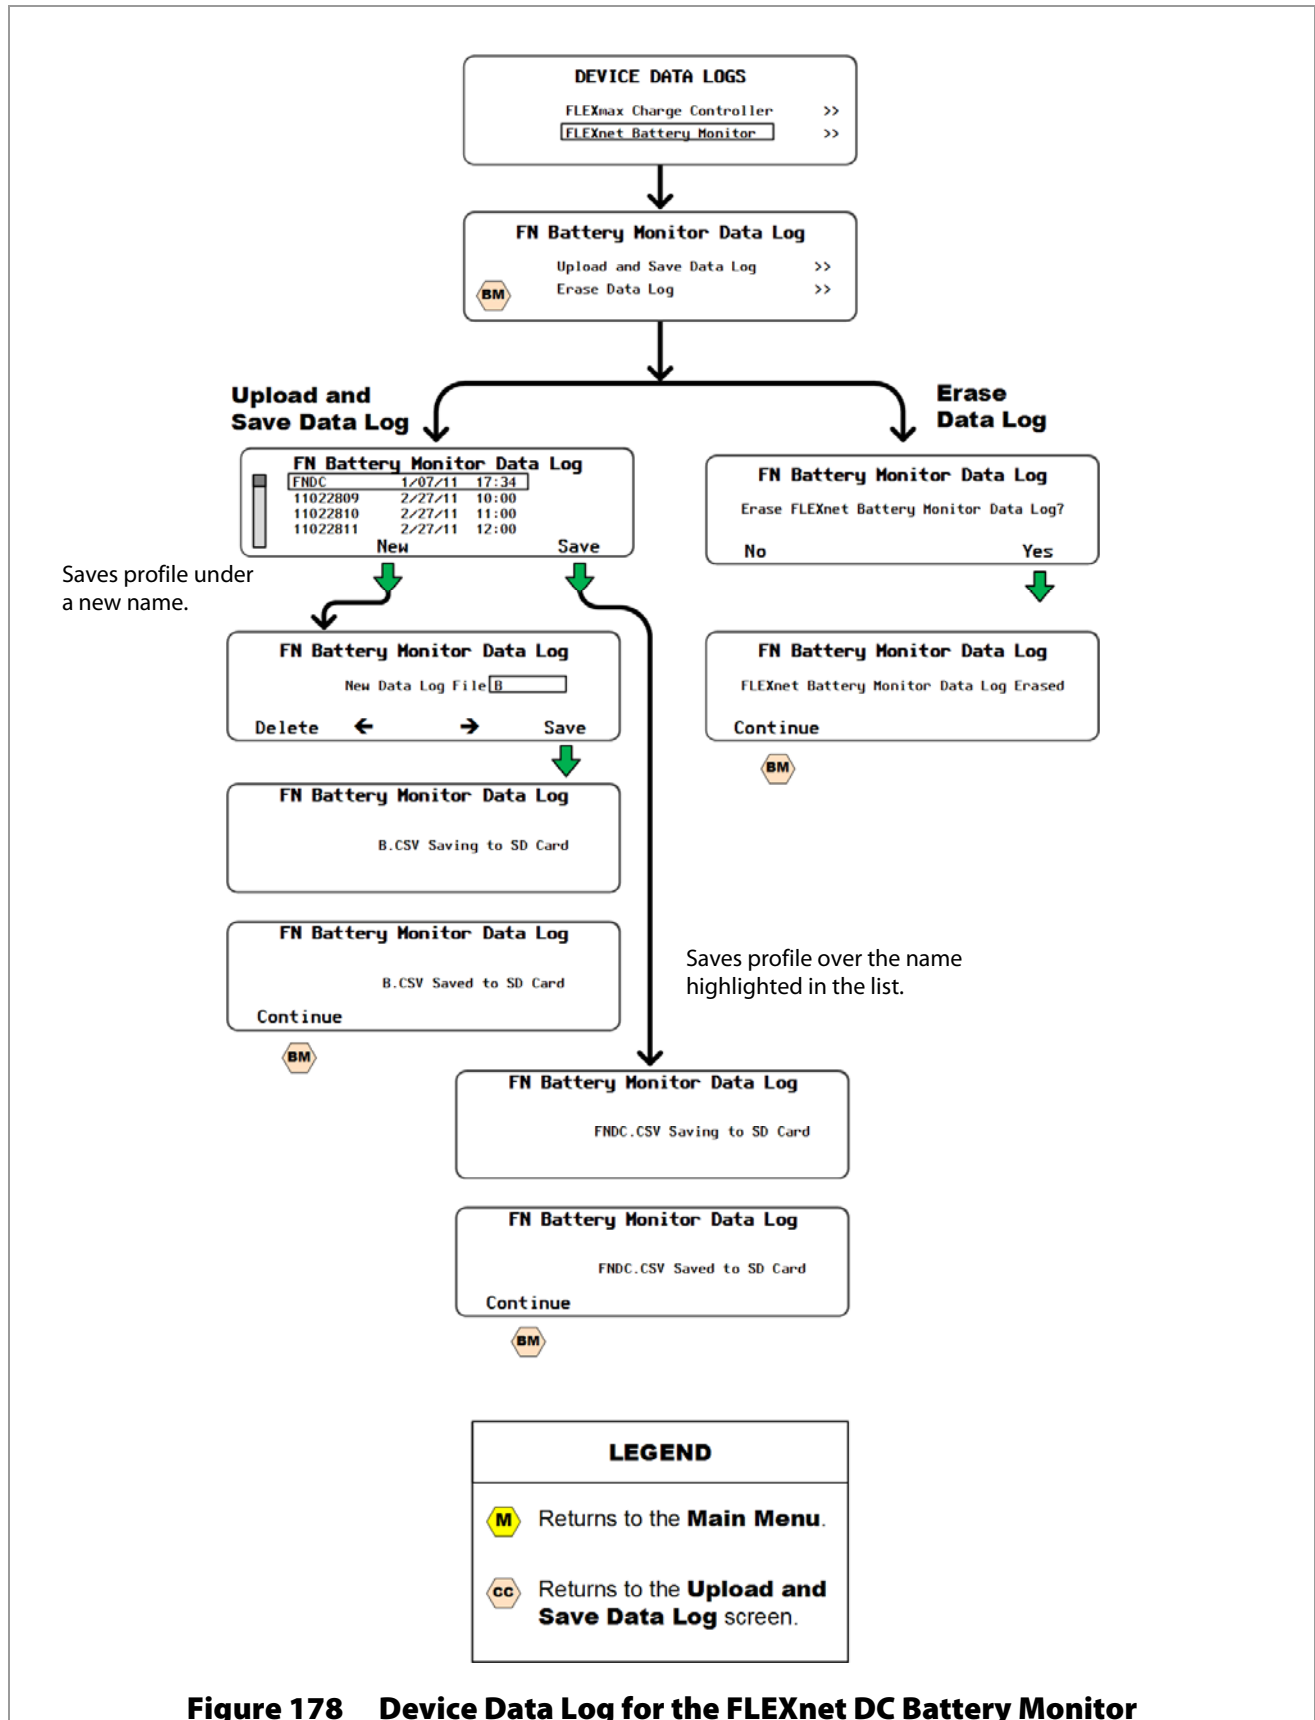 DEVICE DATA LOGS
FLEXmax Charge Controller >>
FLEXnet Battery Monitor >>
FN Battery Monitor Data Log
Upload and Save Data Log >>
BM Erase Data Log >>
Upload and
Save Data Log
Erase
Data Log
FN Battery Monitor Data Log
FNDC 1/07/11 17:34
11022809 2/27/11 10:00
11022810 2/27/11 11:00
11022811 2/27/11 12:00
New Save
FN Battery Monitor Data Log
Erase FLEXnet Battery Monitor Data Log?
No Yes
Saves profile under
a new name.
FN Battery Monitor Data Log
New Data Log File B
Delete ← → Save
FN Battery Monitor Data Log
FLEXnet Battery Monitor Data Log Erased
Continue
BM
FN Battery Monitor Data Log
B.CSV Saving to SD Card
FN Battery Monitor Data Log
B.CSV Saved to SD Card
Continue
BM
Saves profile over the name
highlighted in the list.
FN Battery Monitor Data Log
FNDC.CSV Saving to SD Card
FN Battery Monitor Data Log
FNDC.CSV Saved to SD Card
Continue
BM
LEGEND
M Returns to the Main Menu.
CC Returns to the Upload and
Save Data Log screen.
Figure 178 Device Data Log for the FLEXnet DC Battery Monitor